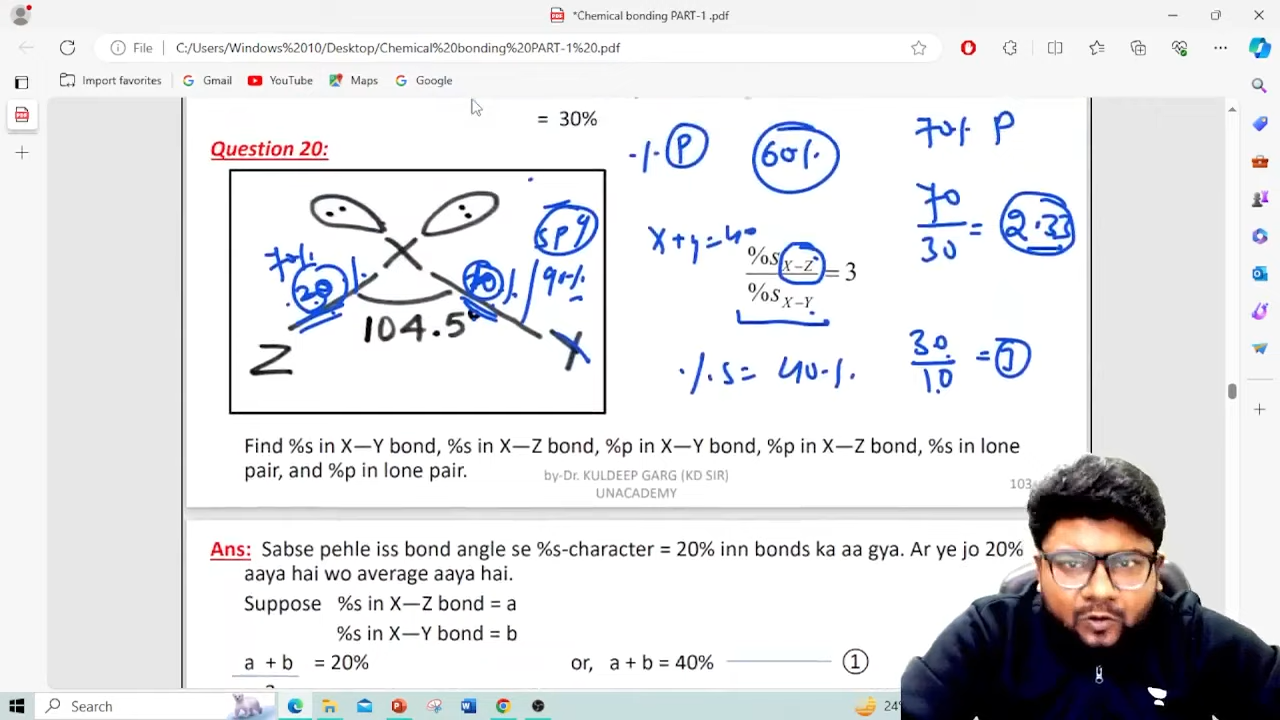 *Chemical bonding PART-1 .pdf
File C:/Users/Windows%2010/Desktop/Chemical%20bonding%20PART-1%20.pdf
Import favorites Gmail YouTube Maps Google
= 30%
Question 20:
% P 60% 70% P
70/30 = 2.33
sp9
x + y = 40
70% 20% 10% / 90%
%s X–Z / %s X–Y = 3
104.5°
Z Y X
% s = 40%
30/10 = 3
Find %s in X—Y bond, %s in X—Z bond, %p in X—Y bond, %p in X—Z bond, %s in lone
pair, and %p in lone pair.
by-Dr. KULDEEP GARG (KD SIR)
UNACADEMY
103
Ans: Sabse pehle iss bond angle se %s-character = 20% inn bonds ka aa gya. Ar ye jo 20%
aaya hai wo average aaya hai.
Suppose %s in X—Z bond = a
%s in X—Y bond = b
a + b = 20% or, a + b = 40% 1
2
Search
24°